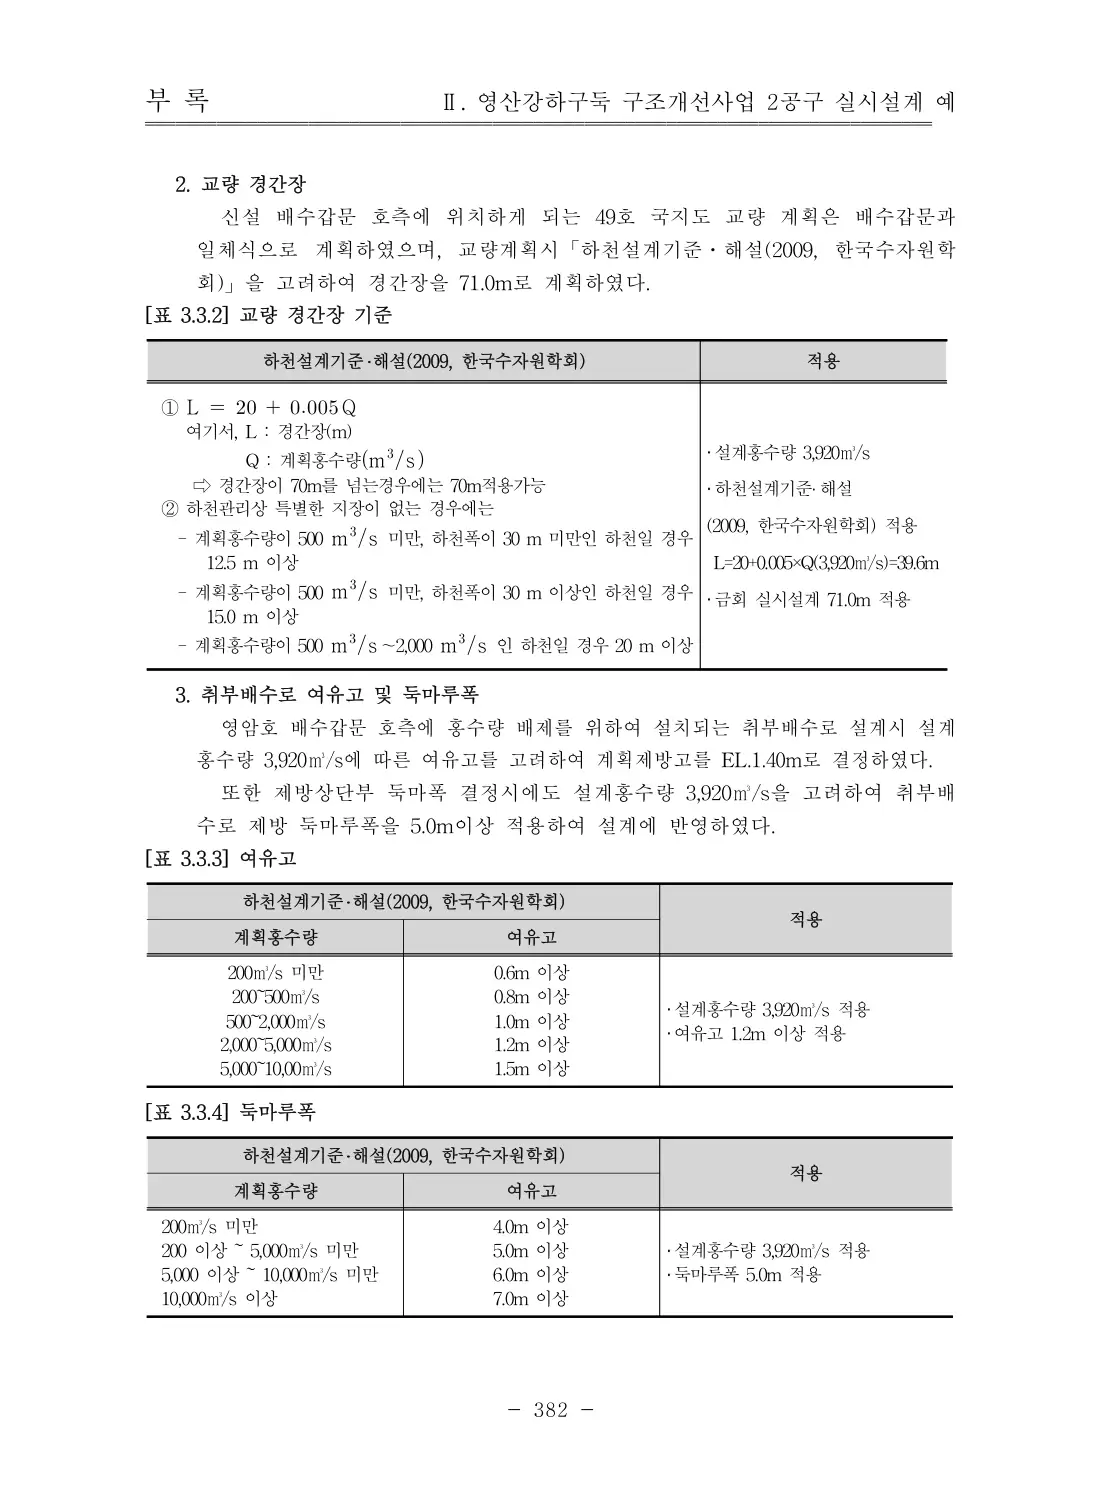 부 록
Ⅱ. 영산강하구둑 구조개선사업 2공구 실시설계 예
2. 교량 경간장
신설 배수갑문 호측에 위치하게 되는 49호 국지도 교량 계획은 배수갑문과
일체식으로 계획하였으며, 교량계획시「하천설계기준·해설(2009, 한국수자원학
회)」을 고려하여 경간장을 71.0m로 계획하였다.
[표 3.3.2] 교량 경간장 기준
하천설계기준·해설(2009, 한국수자원학회)
적용
① L = 20 + 0.005Q
여기서, L : 경간장(m)
Q : 계획홍수량(m³/s)
⇨ 경간장이 70m를 넘는경우에는 70m적용가능
② 하천관리상 특별한 지장이 없는 경우에는
- 계획홍수량이 500 m³/s 미만, 하천폭이 30 m 미만인 하천일 경우
12.5 m 이상
- 계획홍수량이 500 m³/s 미만, 하천폭이 30 m 이상인 하천일 경우
15.0 m 이상
- 계획홍수량이 500 m³/s ~2,000 m³/s 인 하천일 경우 20 m 이상
·설계홍수량 3,920㎥/s
·하천설계기준·해설
(2009, 한국수자원학회) 적용
L=20+0.005×Q(3,920㎥/s)=39.6m
·금회 실시설계 71.0m 적용
3. 취부배수로 여유고 및 둑마루폭
영암호 배수갑문 호측에 홍수량 배제를 위하여 설치되는 취부배수로 설계시 설계
홍수량 3,920㎥/s에 따른 여유고를 고려하여 계획제방고를 EL.1.40m로 결정하였다.
또한 제방상단부 둑마폭 결정시에도 설계홍수량 3,920㎥/s을 고려하여 취부배
수로 제방 둑마루폭을 5.0m이상 적용하여 설계에 반영하였다.
[표 3.3.3] 여유고
하천설계기준·해설(2009, 한국수자원학회)
적용
계획홍수량 여유고
200㎥/s 미만 0.6m 이상
200~500㎥/s 0.8m 이상
500~2,000㎥/s 1.0m 이상
2,000~5,000㎥/s 1.2m 이상
5,000~10,00㎥/s 1.5m 이상
·설계홍수량 3,920㎥/s 적용
·여유고 1.2m 이상 적용
[표 3.3.4] 둑마루폭
하천설계기준·해설(2009, 한국수자원학회)
적용
계획홍수량 여유고
200㎥/s 미만 4.0m 이상
200 이상 ~ 5,000㎥/s 미만 5.0m 이상
5,000 이상 ~ 10,000㎥/s 미만 6.0m 이상
10,000㎥/s 이상 7.0m 이상
·설계홍수량 3,920㎥/s 적용
·둑마루폭 5.0m 적용
- 382 -